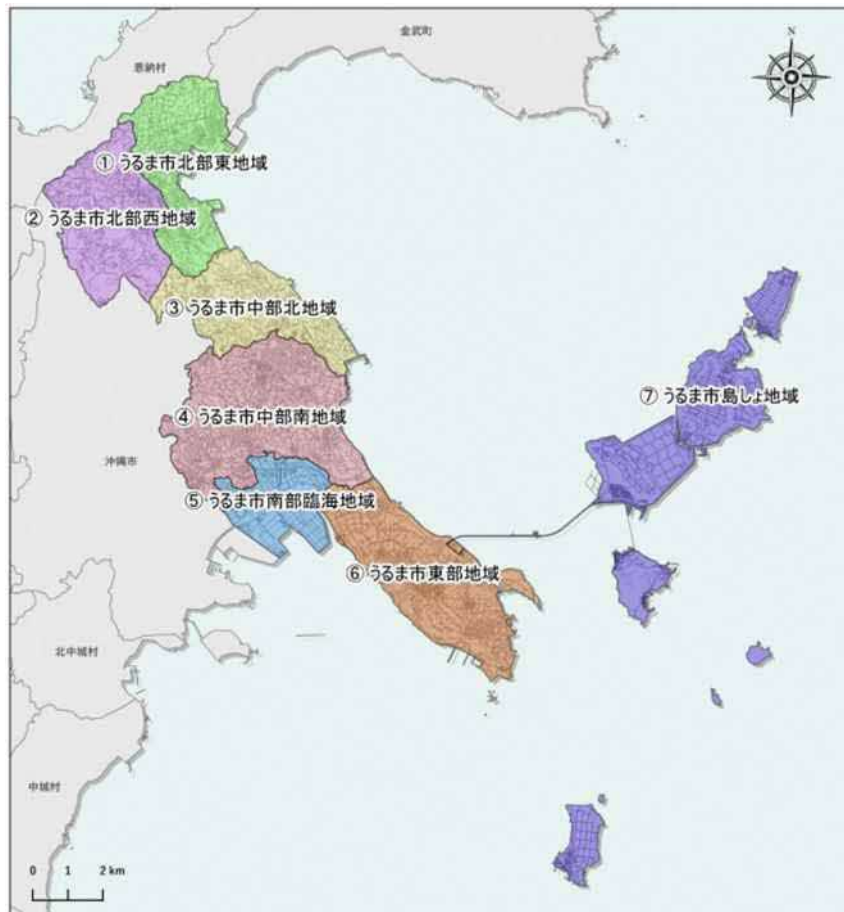 金武町
N
恩納村
① うるま市北部東地域
② うるま市北部西地域
③ うるま市中部北地域
⑦ うるま市島しょ地域
④ うるま市中部南地域
沖縄市
⑤ うるま市南部臨海地域
⑥ うるま市東部地域
北中城村
中城村
0 1 2 km